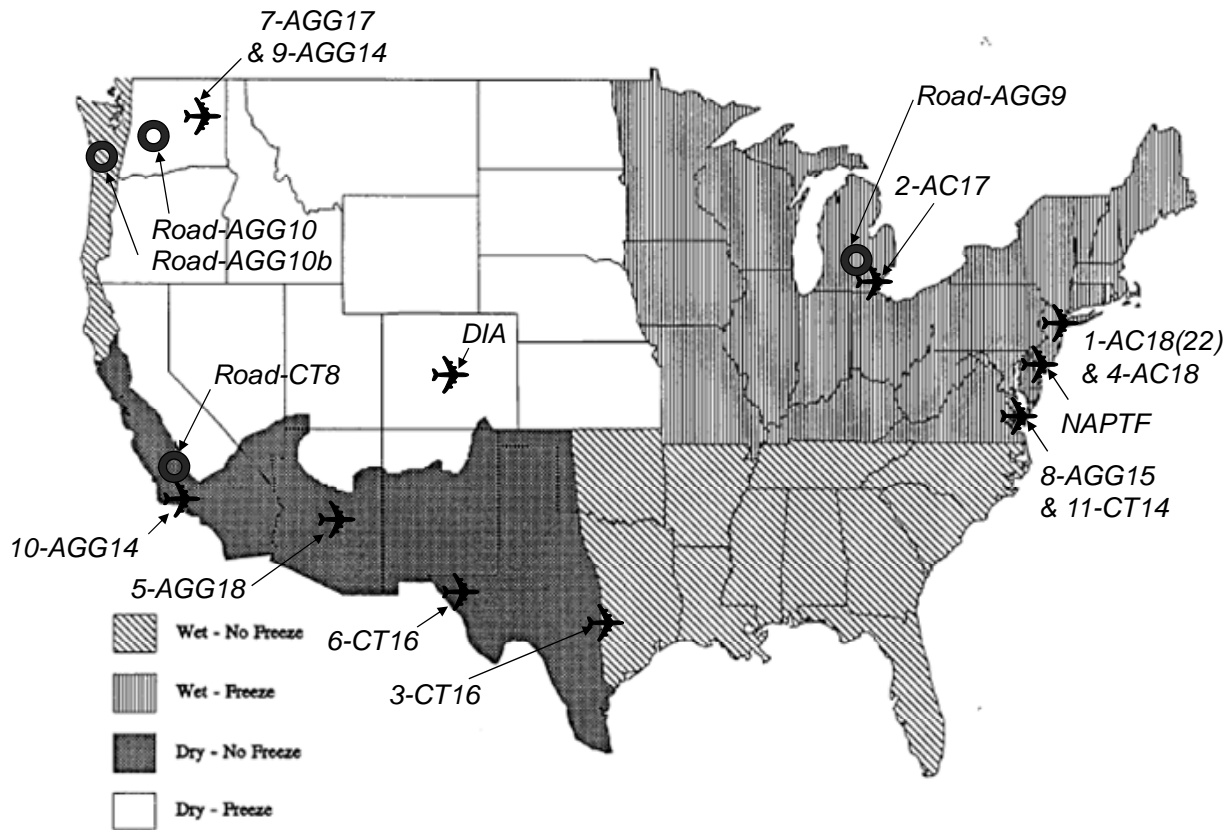 7-AGG17
& 9-AGG14
Road-AGG9
2-AC17
Road-AGG10
Road-AGG10b
DIA
1-AC18(22)
& 4-AC18
Road-CT8
NAPTF
8-AGG15
& 11-CT14
10-AGG14
5-AGG18
6-CT16
3-CT16
Wet - No Freeze
Wet - Freeze
Dry - No Freeze
Dry - Freeze